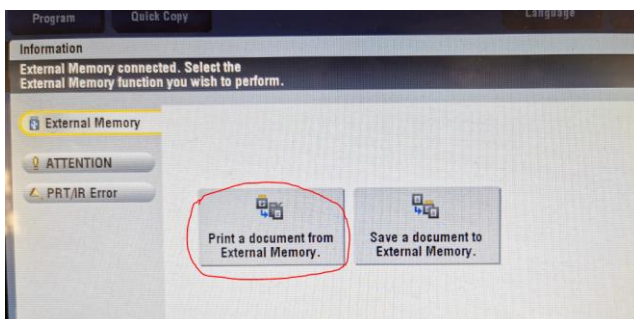 Program
Quick Copy
Language
Information
External Memory connected. Select the
External Memory function you wish to perform.
External Memory
ATTENTION
PRT/IR Error
Print a document from
External Memory.
Save a document to
External Memory.